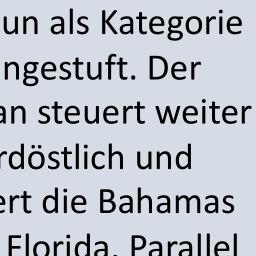 un als Kategorie
ngestuft. Der
an steuert weiter
rdöstlich und
ert die Bahamas
Florida. Parallel